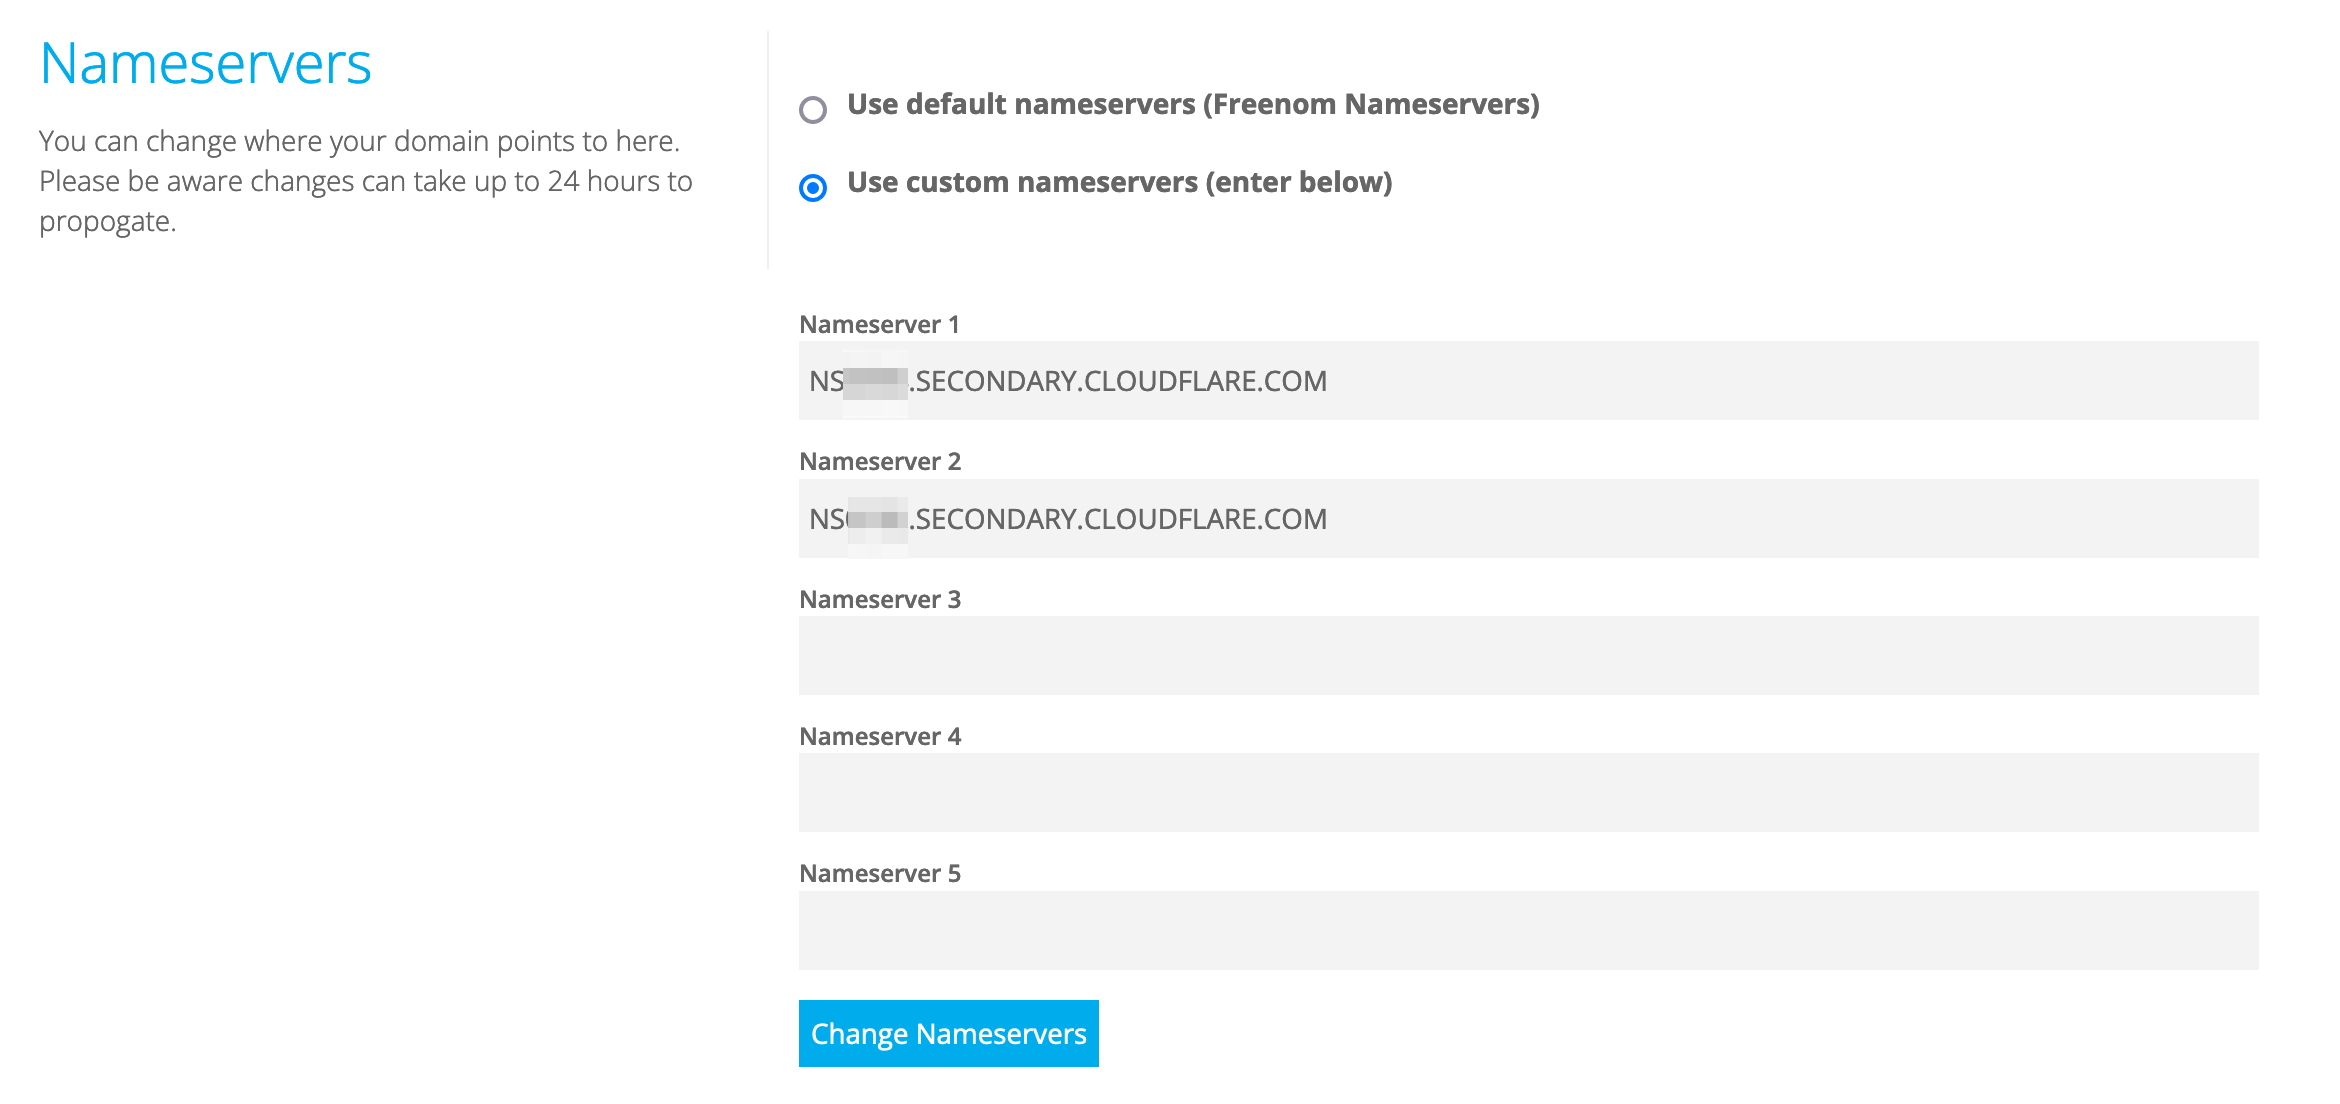 Nameservers
You can change where your domain points to here.
Please be aware changes can take up to 24 hours to
propogate.
Use default nameservers (Freenom Nameservers)
Use custom nameservers (enter below)
Nameserver 1
NS .SECONDARY.CLOUDFLARE.COM
Nameserver 2
NS .SECONDARY.CLOUDFLARE.COM
Nameserver 3
Nameserver 4
Nameserver 5
Change Nameservers